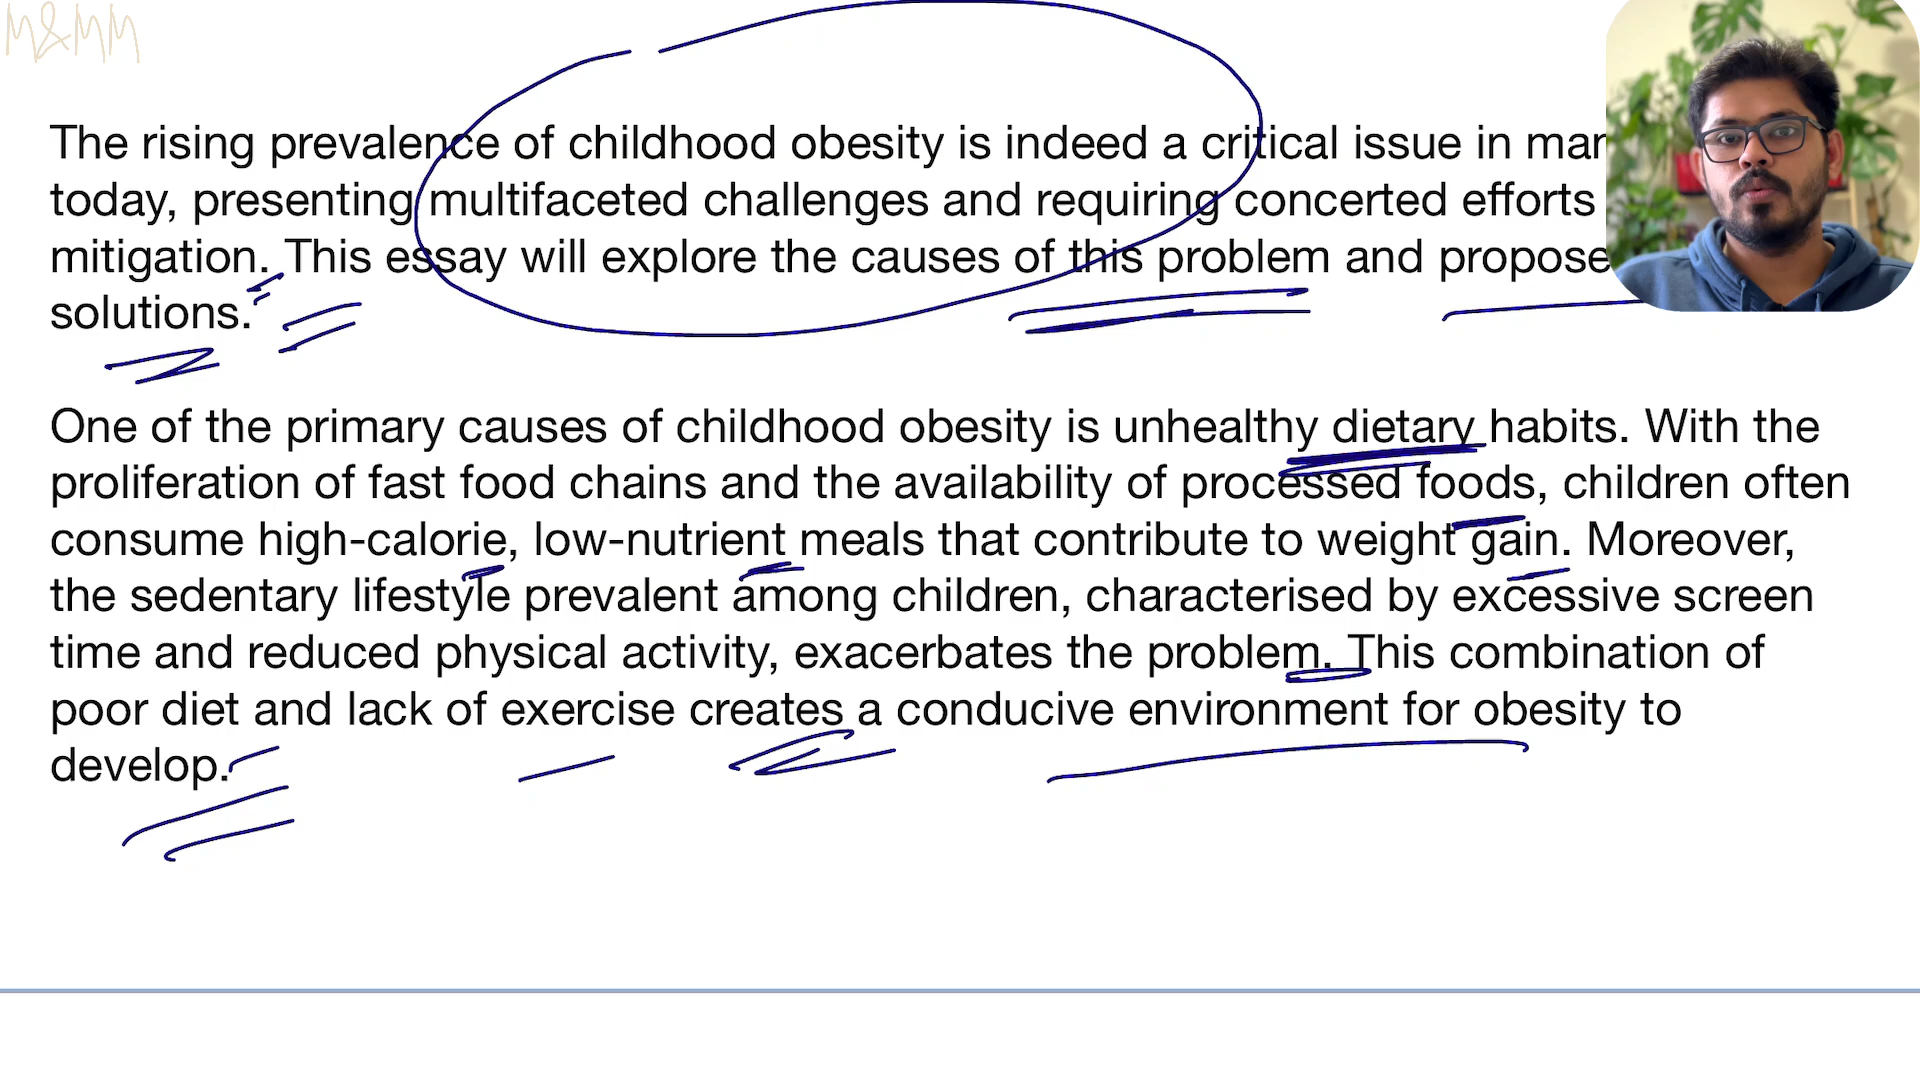 M&MM
The rising prevalence of childhood obesity is indeed a critical issue in
today, presenting multifaceted challenges and requiring concerted efforts
mitigation. This essay will explore the causes of this problem and propose
solutions.
One of the primary causes of childhood obesity is unhealthy dietary habits. With the
proliferation of fast food chains and the availability of processed foods, children often
consume high-calorie, low-nutrient meals that contribute to weight gain. Moreover,
the sedentary lifestyle prevalent among children, characterised by excessive screen
time and reduced physical activity, exacerbates the problem. This combination of
poor diet and lack of exercise creates a conducive environment for obesity to
develop.